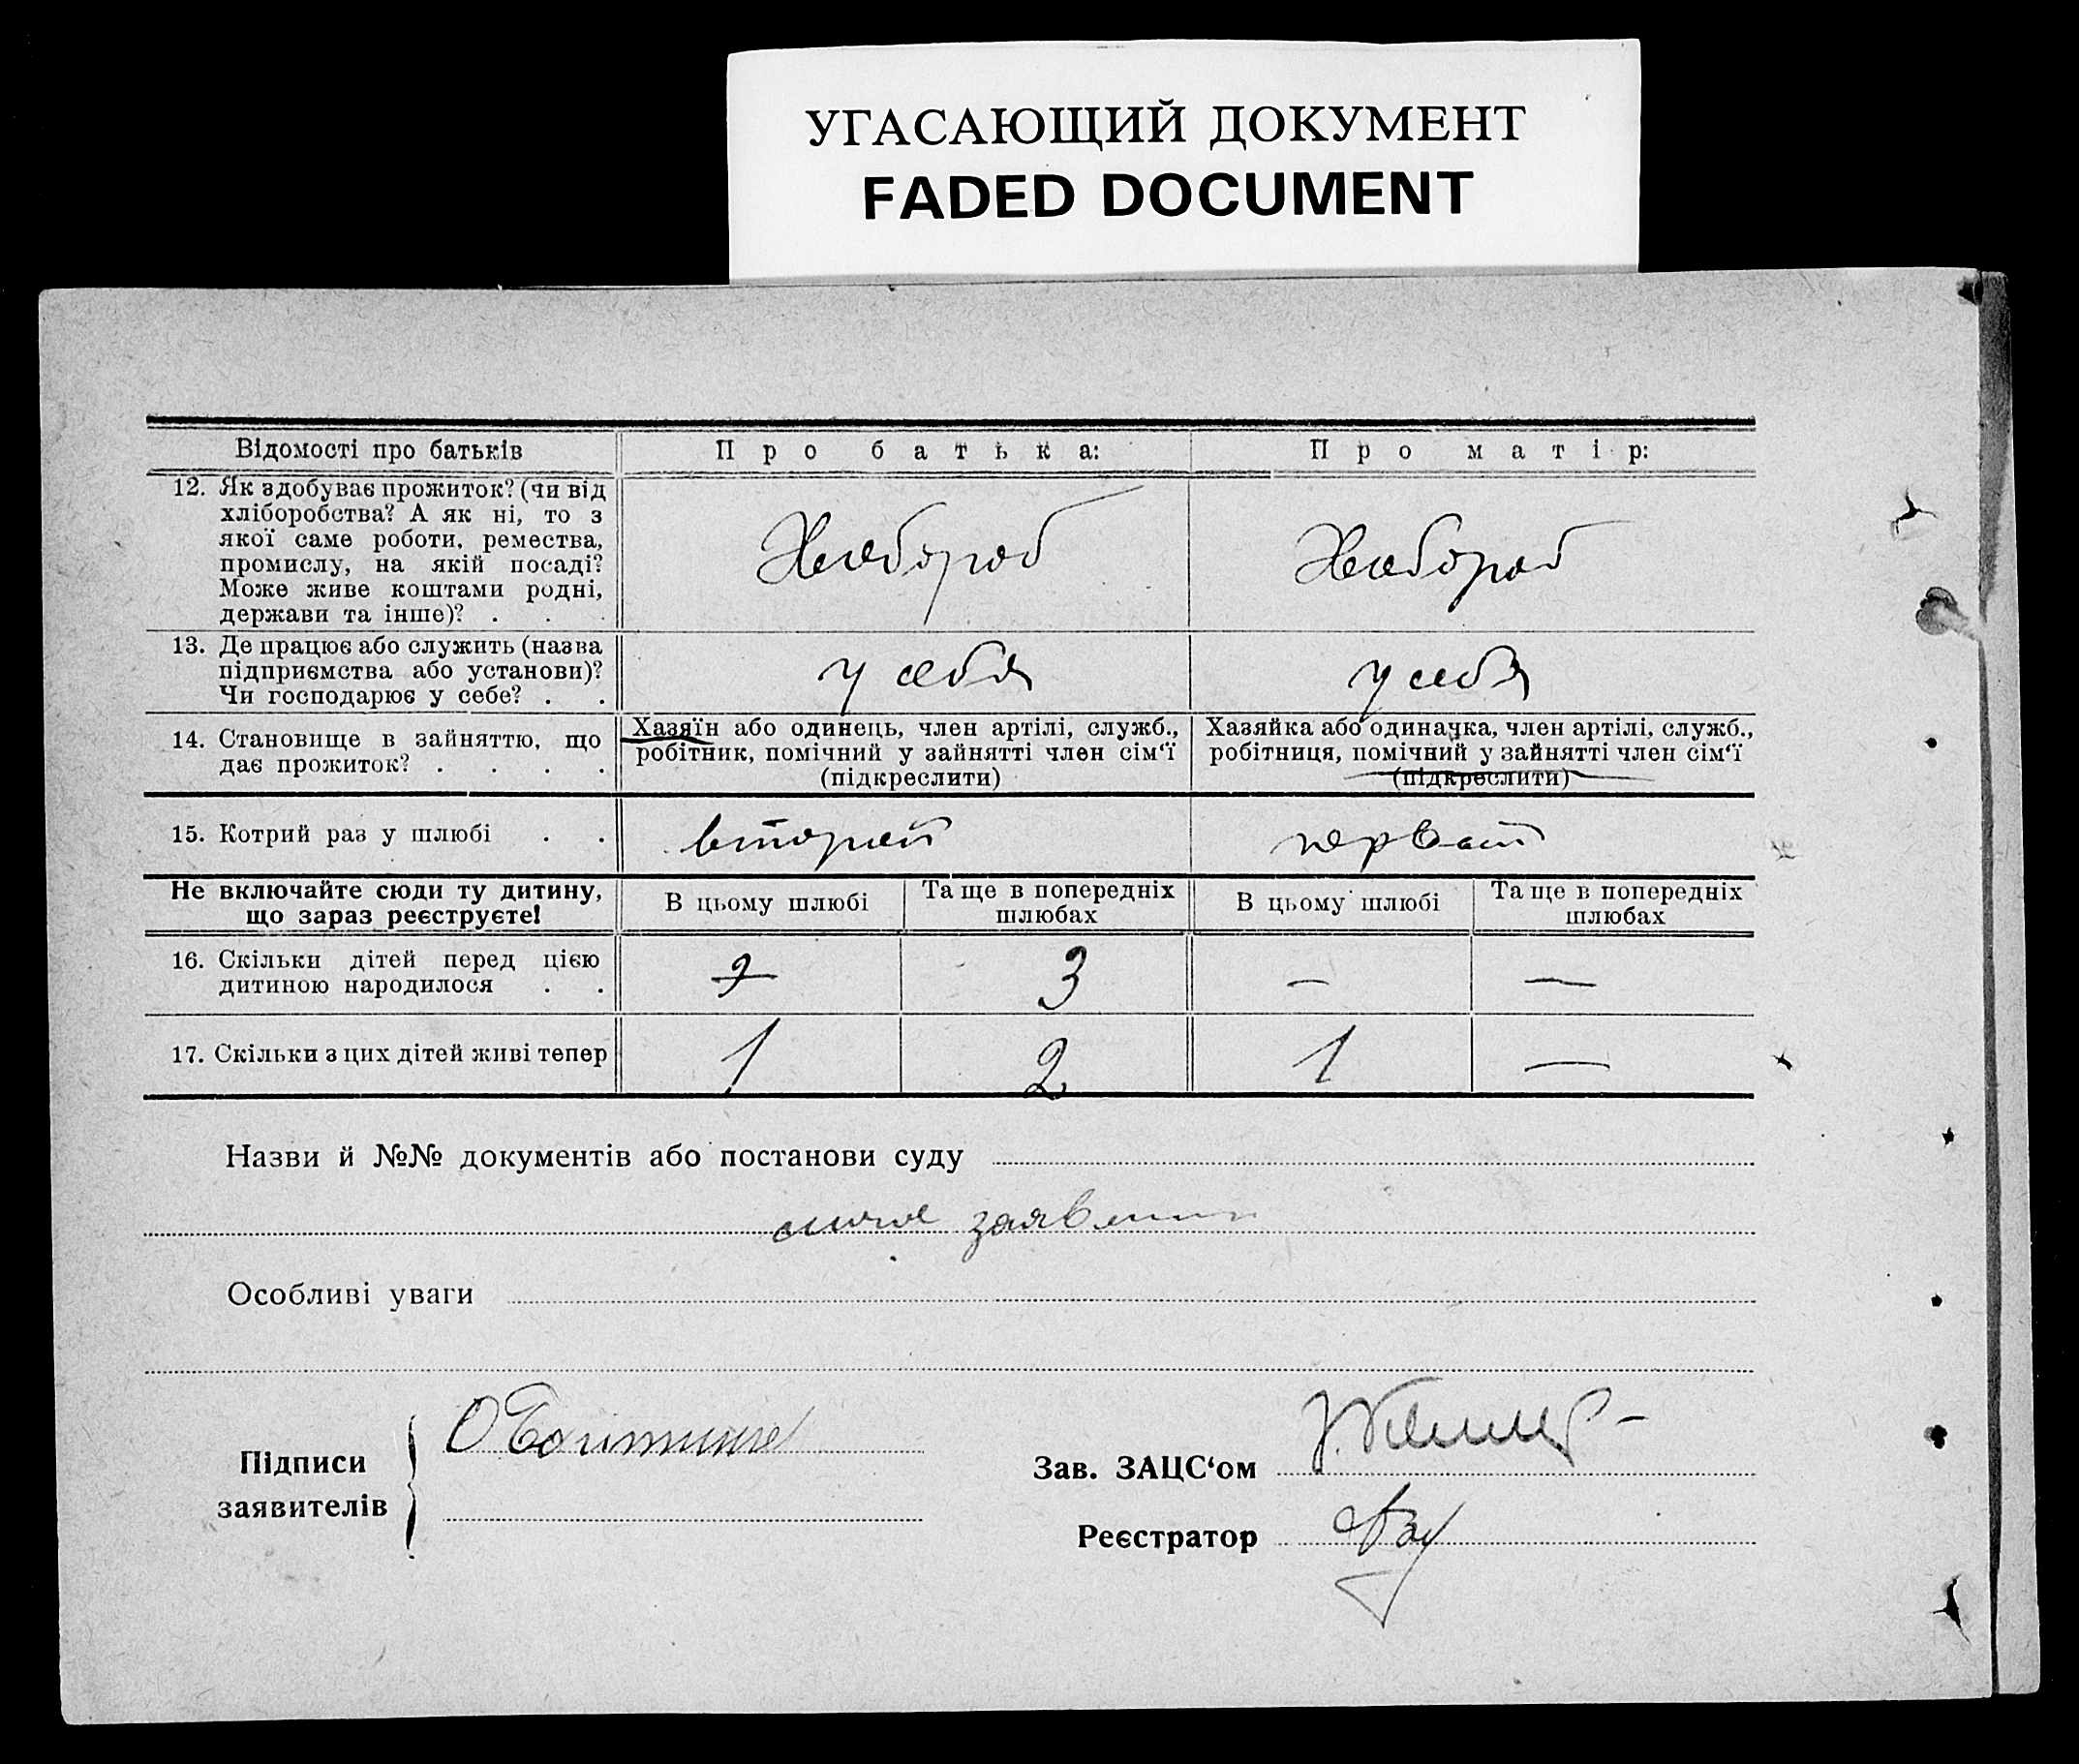 УГАСАЮЩИЙ ДОКУМЕНТ
FADED DOCUMENT
Відомості про батьків
Про батька:
Про матір:
12. Як здобуває прожиток? (чи від
хліборобства? А як ні, то з
якої саме роботи, ремества,
промислу, на якій посаді?
Може живе коштами родні,
держави та інше)? . . .
Хлебороб
Хлебороб
13. Де працює або служить (назва
підприємства або установи)?
Чи господарює у себе? . .
у себя
у себя
14. Становище в зайняттю, що
дає прожиток? . . . .
Хазяїн або одинець, член артілі, служб.,
робітник, помічний у зайнятті член сім‘ї
(підкреслити)
Хазяйка або одиначка, член артілі, служб.,
робітниця, помічний у зайнятті член сім‘ї
(підкреслити)
15. Котрий раз у шлюбі . .
второй
первый
Не включайте сюди ту дитину,
що зараз реєструєте!
В цьому шлюбі
Та ще в попередніх
шлюбах
В цьому шлюбі
Та ще в попередніх
шлюбах
16. Скільки дітей перед цією
дитиною народилося . .
3
—
—
17. Скільки з цих дітей живі тепер
1
2
1
—
Назви й №№ документів або постанови суду
заявлении
Особливі уваги
Підписи
заявителів
Зав. ЗАЦС‘ом
Реєстратор